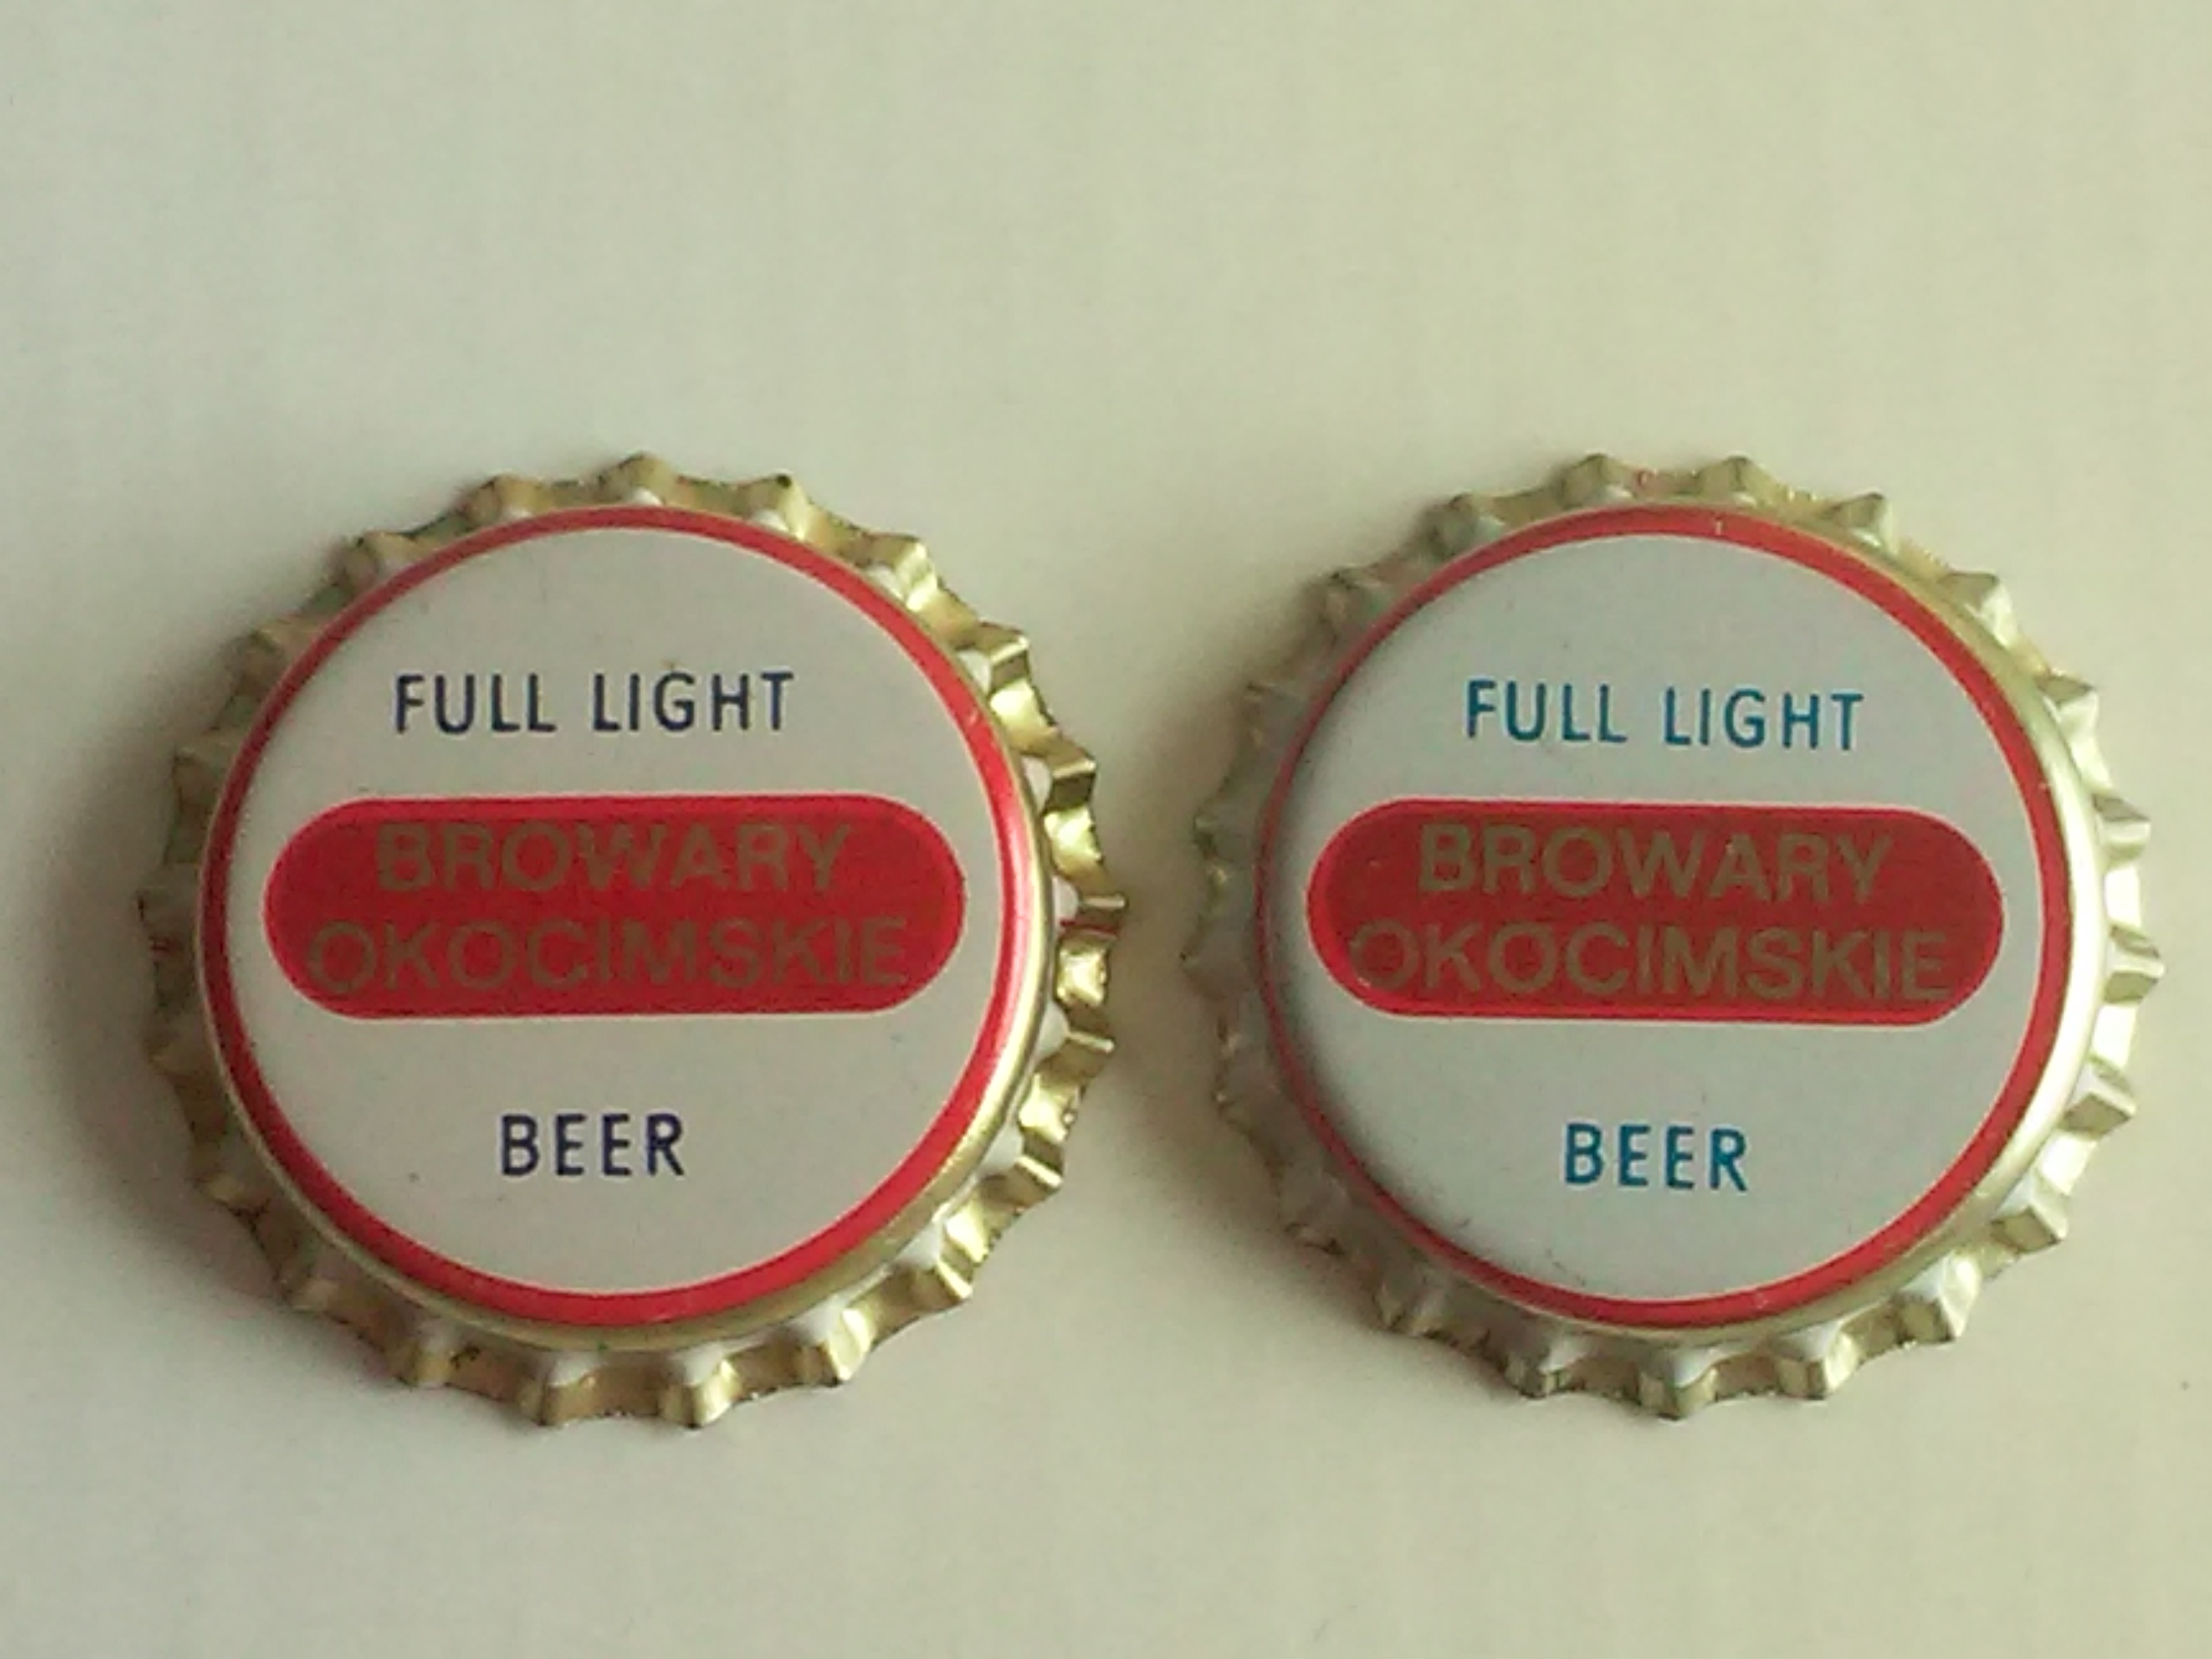 FULL LIGHT
BROWARY
OKOCIMSKIE
BEER
FULL LIGHT
BROWARY
OKOCIMSKIE
BEER